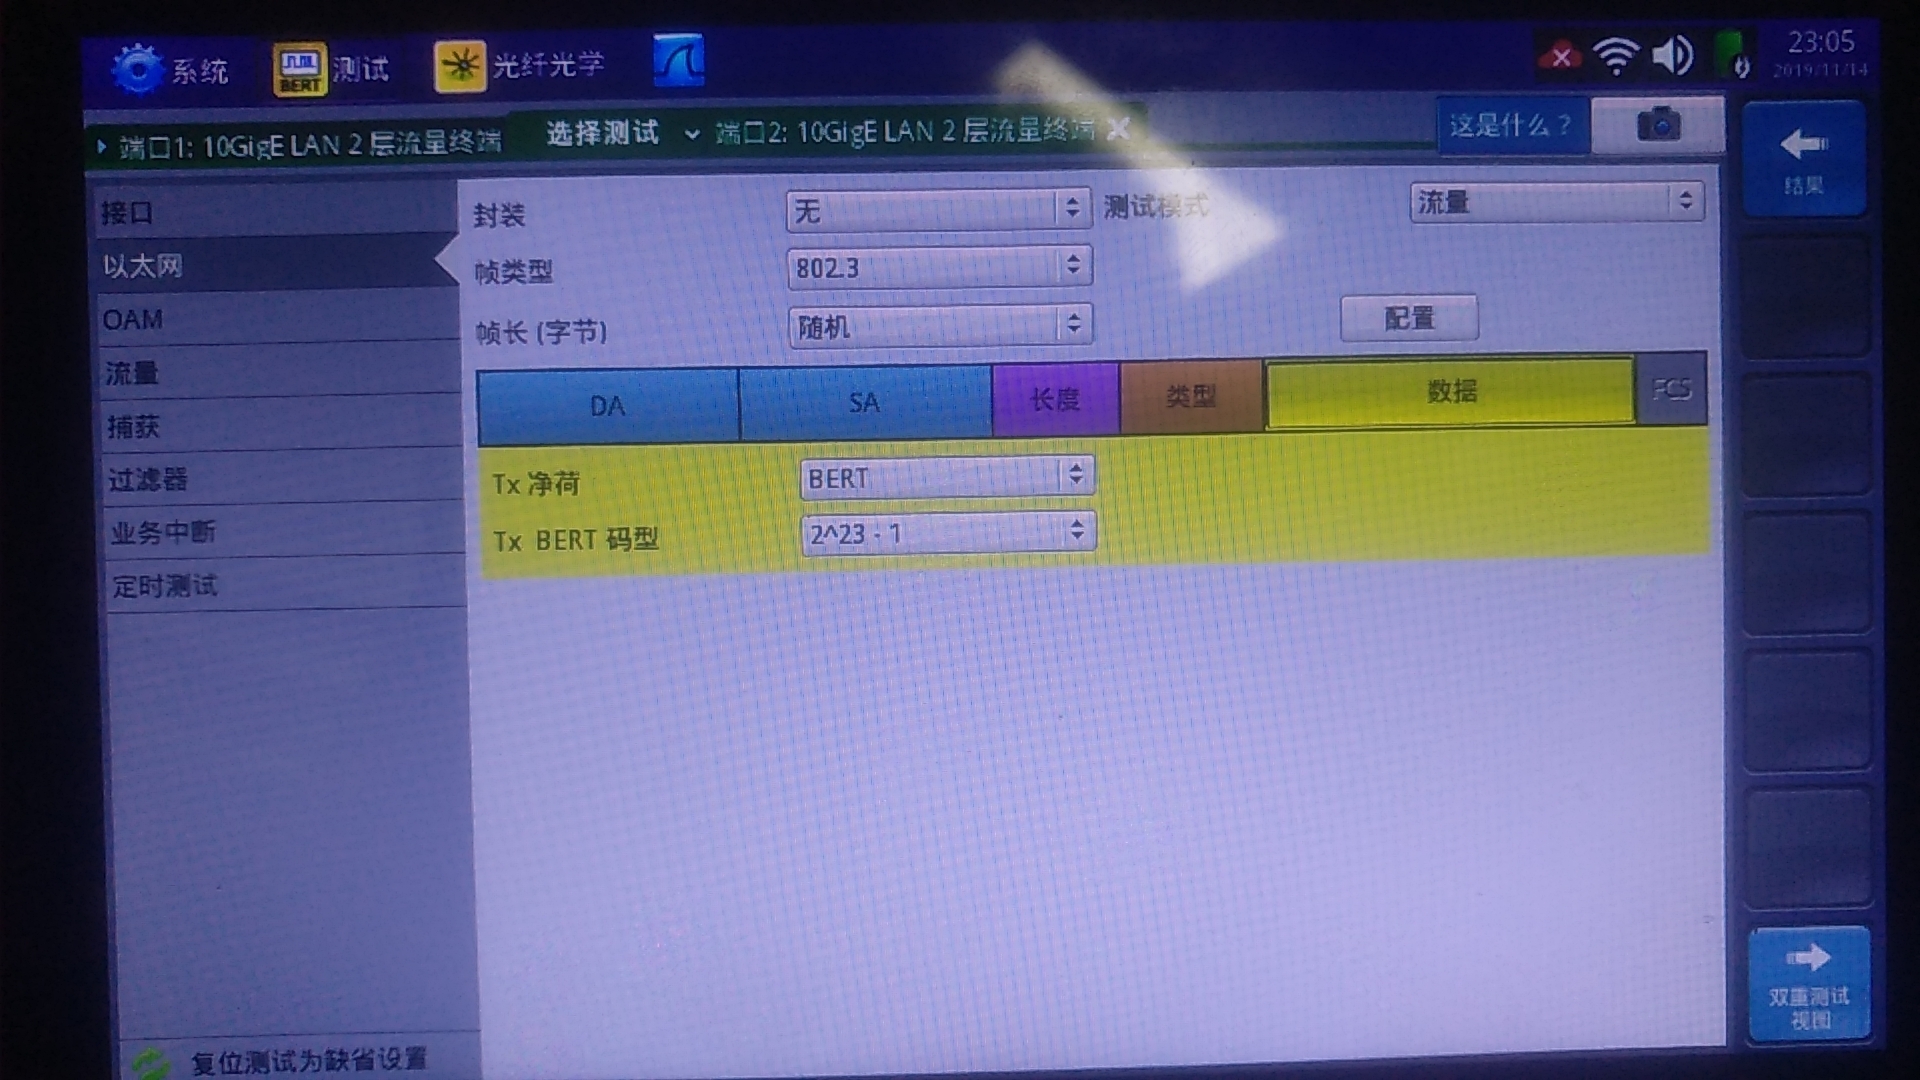 系统 BERT 测试 光纤光学 23:05
2019/11/14
端口1: 10GigE LAN 2 层流量终端 选择测试 端口2: 10GigE LAN 2 层流量终端 这是什么？
结果
接口
以太网
OAM
流量
捕获
过滤器
业务中断
定时测试
复位测试为缺省设置
封装 无 测试模式 流量
帧类型 802.3
帧长 (字节) 随机 配置
DA SA 长度 类型 数据 FCS
Tx 净荷 BERT
Tx BERT 码型 2^23 - 1
双重测试
视图